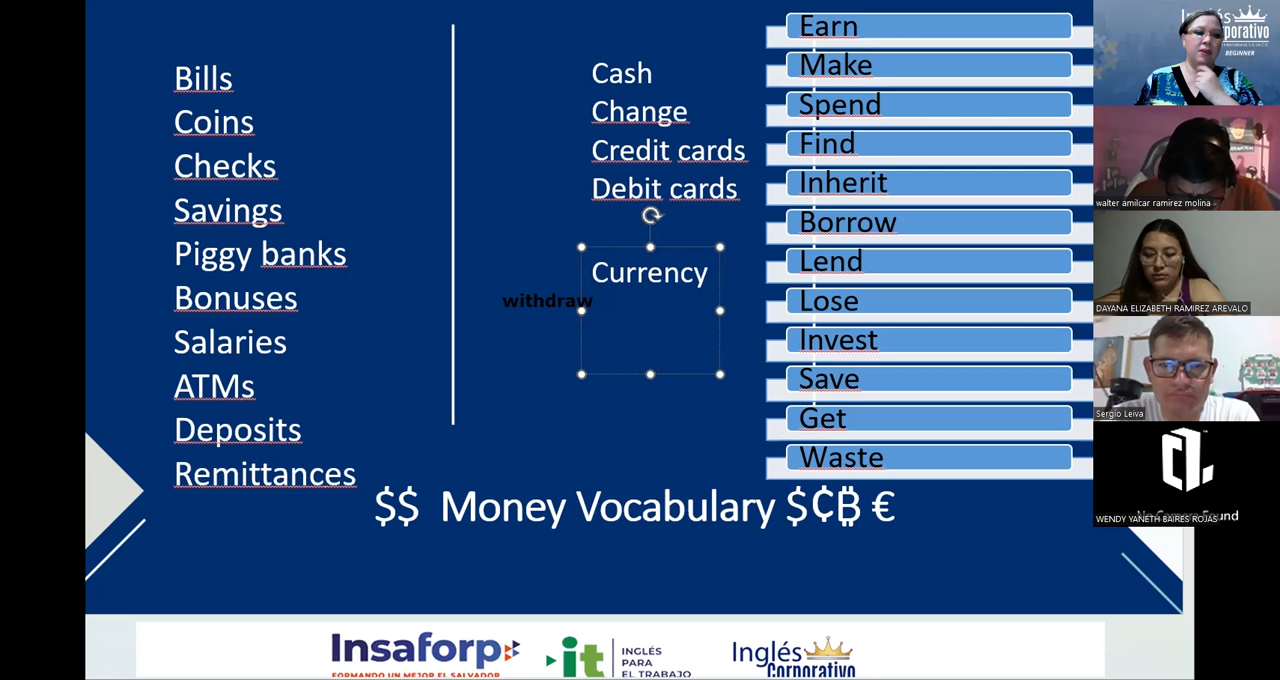 Bills
Coins
Checks
Savings
Piggy banks
Bonuses
Salaries
ATMs
Deposits
Remittances
Cash
Change
Credit cards
Debit cards
Currency
withdraw
Earn
Make
Spend
Find
Inherit
Borrow
Lend
Lose
Invest
Save
Get
Waste
$$ Money Vocabulary $₵₿ €
Insaforp
FORMANDO UN MEJOR EL SALVADOR
it
INGLÉS
PARA
EL TRABAJO
Inglés
Corporativo
Inglés
Corporativo
BEGINNER
walter amilcar ramirez molina -
DAYANA ELIZABETH RAMIREZ AREVALO
Sergio Leiva
No Camera Found
WENDY YANETH BAIRES ROJAS